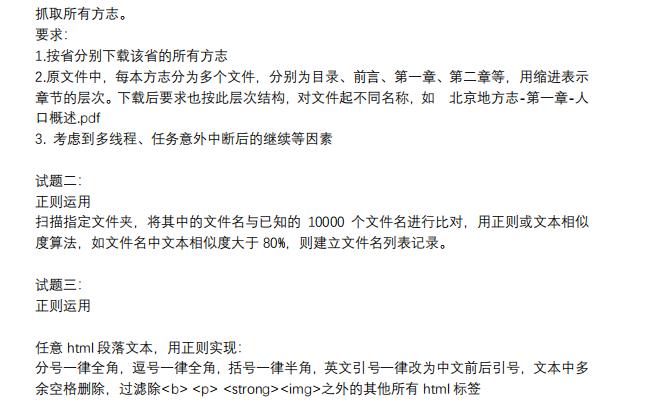 抓取所有方志。
要求：
1.按省分别下载该省的所有方志
2.原文件中，每本方志分为多个文件，分别为目录、前言、第一章、第二章等，用缩进表示
章节的层次。下载后要求也按此层次结构，对文件起不同名称，如 北京地方志-第一章-人
口概述.pdf
3. 考虑到多线程、任务意外中断后的继续等因素
试题二：
正则运用
扫描指定文件夹，将其中的文件名与已知的 10000 个文件名进行比对，用正则或文本相似
度算法，如文件名中文本相似度大于 80%，则建立文件名列表记录。
试题三：
正则运用
任意 html 段落文本，用正则实现：
分号一律全角，逗号一律全角，括号一律半角，英文引号一律改为中文前后引号，文本中多
余空格删除，过滤除<b> <p> <strong><img>之外的其他所有 html 标签